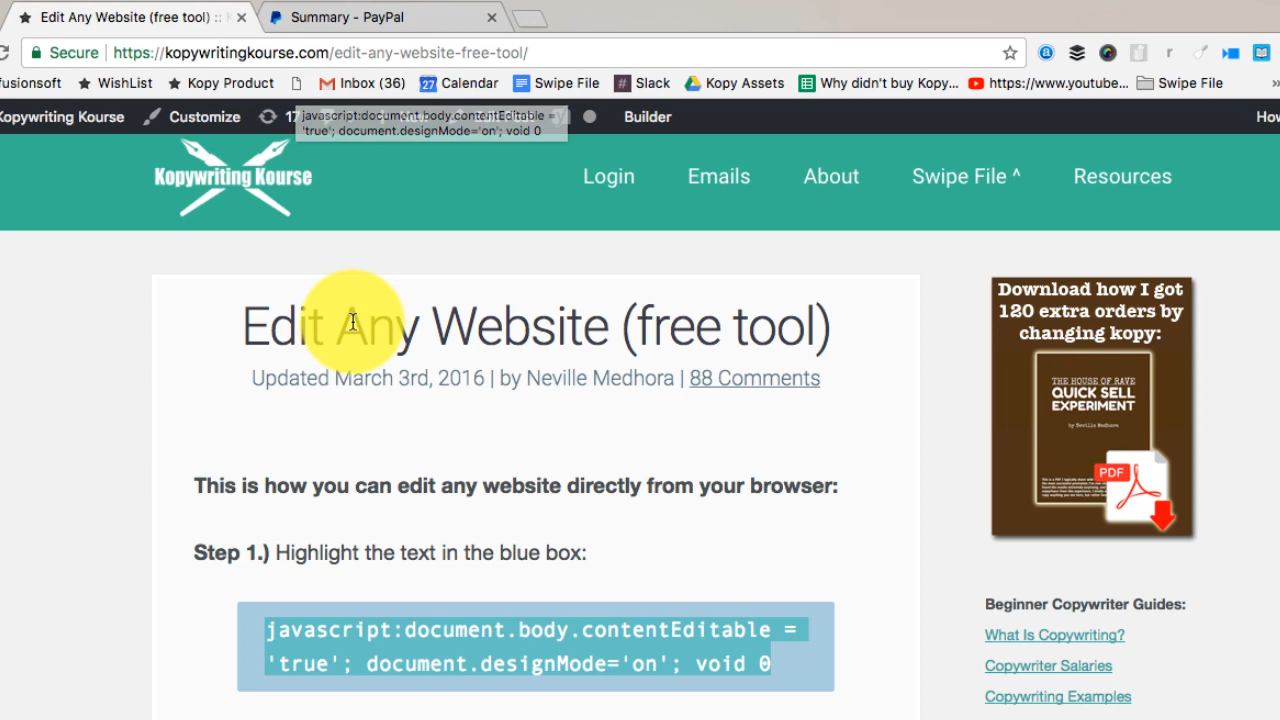 Edit Any Website (free tool) ::
Summary - PayPal
Secure https://kopywritingkourse.com/edit-any-website-free-tool/
fusionsoft WishList Kopy Product Inbox (36) 27 Calendar Swipe File Slack Kopy Assets Why didn't buy Kopy... https://www.youtube... Swipe File »
Kopywriting Kourse Customize 17 Builder How
javascript:document.body.contentEditable =
'true'; document.designMode='on'; void 0
Kopywriting Kourse
Login Emails About Swipe File ^ Resources
Edit Any Website (free tool)
Updated March 3rd, 2016 | by Neville Medhora | 88 Comments
This is how you can edit any website directly from your browser:
Step 1.) Highlight the text in the blue box:
javascript:document.body.contentEditable =
'true'; document.designMode='on'; void 0
Download how I got
120 extra orders by
changing kopy:
THE HOUSE OF RAVE
QUICK SELL
EXPERIMENT
by Neville Medhora
PDF
Beginner Copywriter Guides:
What Is Copywriting?
Copywriter Salaries
Copywriting Examples